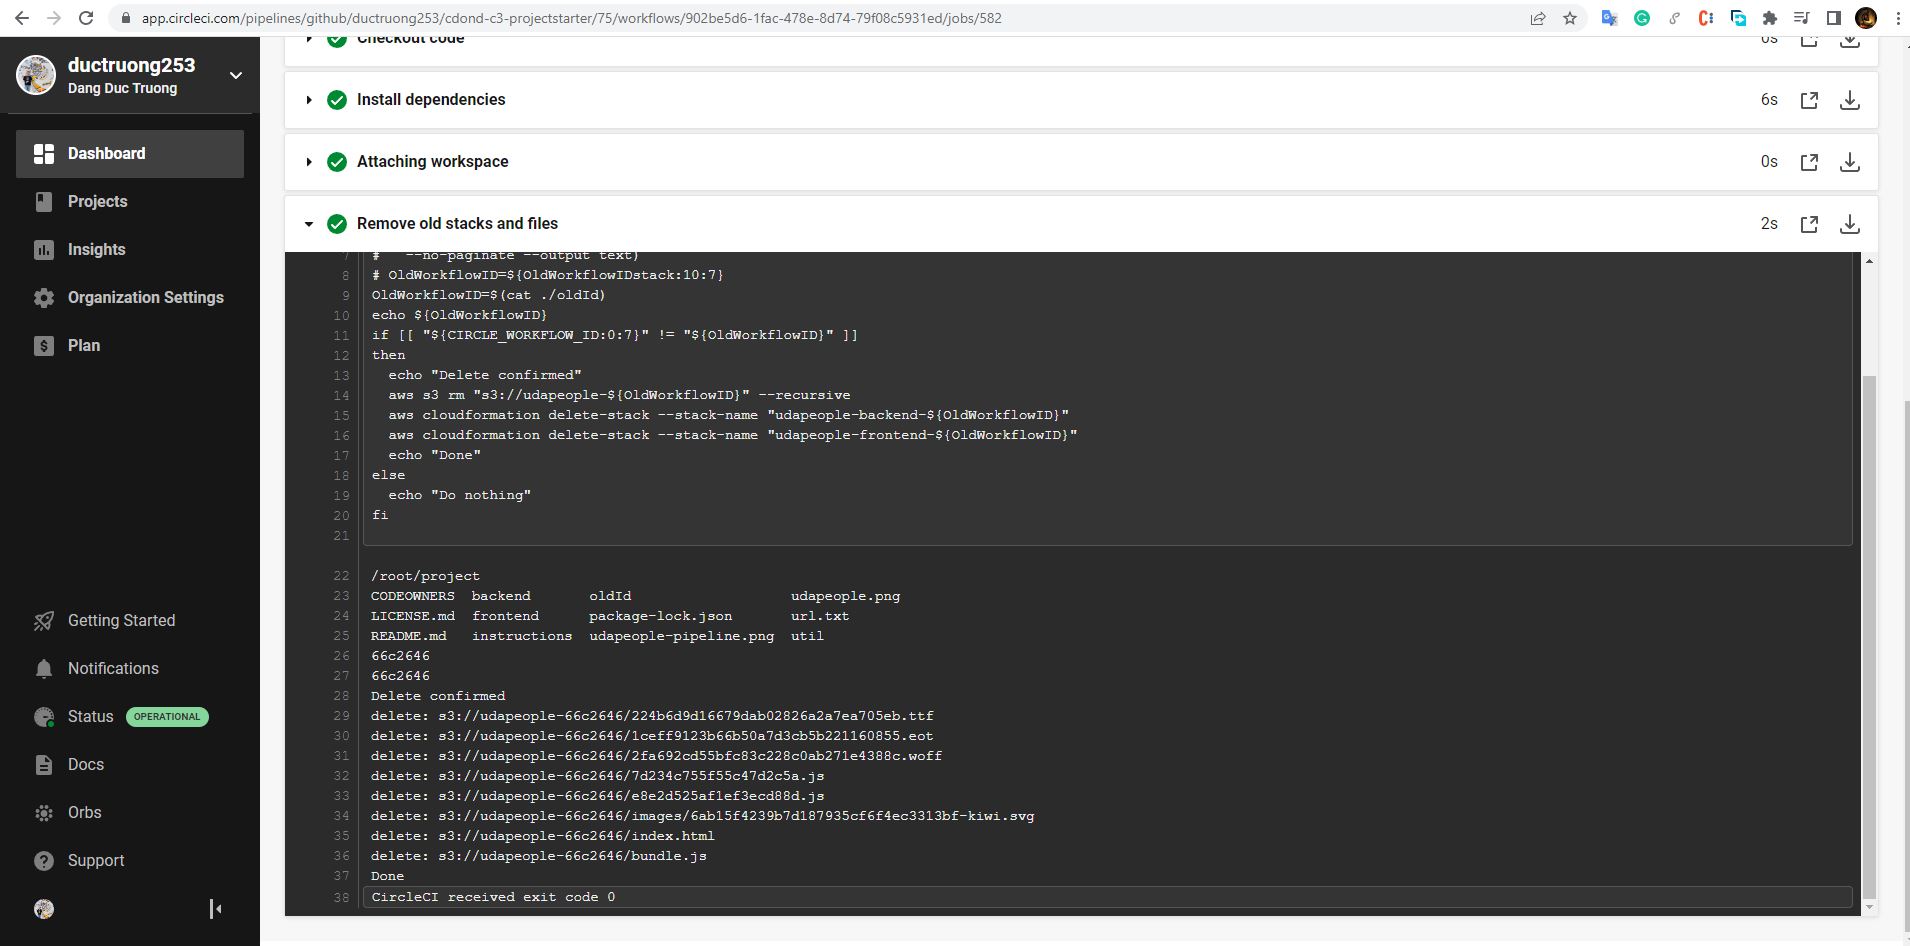 app.circleci.com/pipelines/github/ductruong253/cdond-c3-projectstarter/75/workflows/902be5d6-1fac-478e-8d74-79f08c5931ed/jobs/582
ductruong253
Dang Duc Truong
Dashboard
Projects
Insights
Organization Settings
Plan
Getting Started
Notifications
Status OPERATIONAL
Docs
Orbs
Support
Checkout code 0s
Install dependencies 6s
Attaching workspace 0s
Remove old stacks and files 2s
7 #   --no-paginate --output text)
8 # OldWorkflowID=${OldWorkflowIDstack:10:7}
9 OldWorkflowID=$(cat ./oldId)
10 echo ${OldWorkflowID}
11 if [[ "${CIRCLE_WORKFLOW_ID:0:7}" != "${OldWorkflowID}" ]]
12 then
13   echo "Delete confirmed"
14   aws s3 rm "s3://udapeople-${OldWorkflowID}" --recursive
15   aws cloudformation delete-stack --stack-name "udapeople-backend-${OldWorkflowID}"
16   aws cloudformation delete-stack --stack-name "udapeople-frontend-${OldWorkflowID}"
17   echo "Done"
18 else
19   echo "Do nothing"
20 fi
21
22 /root/project
23 CODEOWNERS  backend       oldId                   udapeople.png
24 LICENSE.md  frontend      package-lock.json       url.txt
25 README.md   instructions  udapeople-pipeline.png  util
26 66c2646
27 66c2646
28 Delete confirmed
29 delete: s3://udapeople-66c2646/224b6d9d16679dab02826a2a7ea705eb.ttf
30 delete: s3://udapeople-66c2646/1ceff9123b66b50a7d3cb5b221160855.eot
31 delete: s3://udapeople-66c2646/2fa692cd55bfc83c228c0ab271e4388c.woff
32 delete: s3://udapeople-66c2646/7d234c755f55c47d2c5a.js
33 delete: s3://udapeople-66c2646/e8e2d525af1ef3ecd88d.js
34 delete: s3://udapeople-66c2646/images/6ab15f4239b7d187935cf6f4ec3313bf-kiwi.svg
35 delete: s3://udapeople-66c2646/index.html
36 delete: s3://udapeople-66c2646/bundle.js
37 Done
38 CircleCI received exit code 0